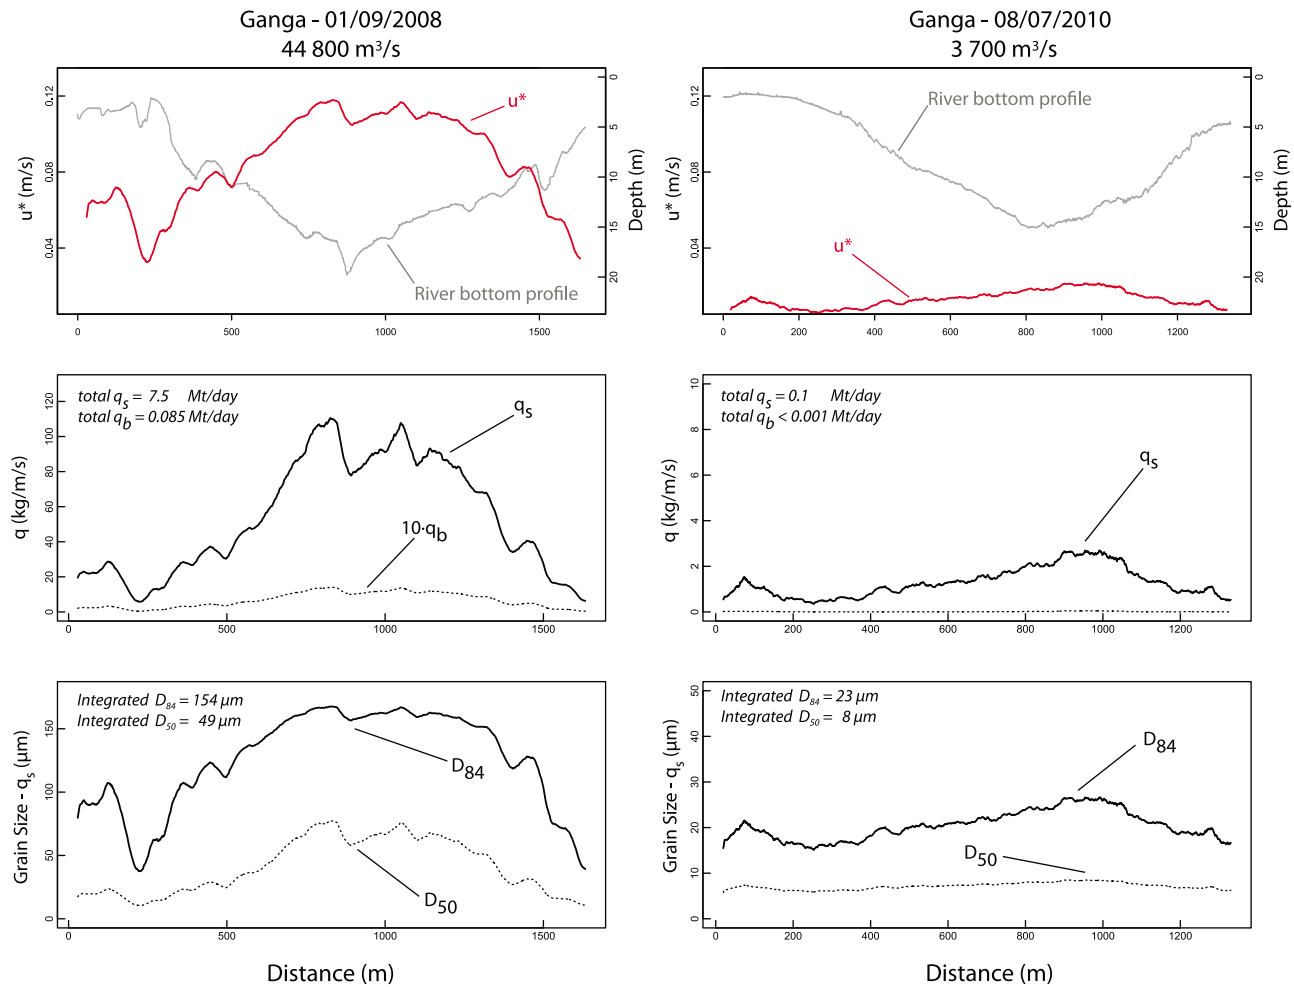 Ganga - 01/09/2008
44 800 m³/s
Ganga - 08/07/2010
3 700 m³/s
u* (m/s)
0.12
0.08
0.04
u*
River bottom profile
0
5
10
15
20
Depth (m)
0
500
1000
1500
u* (m/s)
0.12
0.08
0.04
River bottom profile
u*
0
5
10
15
20
Depth (m)
0
200
400
600
800
1000
1200
q (kg/m/s)
120
100
80
60
40
20
0
total qs = 7.5 Mt/day
total qb = 0.085 Mt/day
qs
10·qb
0
500
1000
1500
q (kg/m/s)
10
8
6
4
2
0
total qs = 0.1 Mt/day
total qb < 0.001 Mt/day
qs
0
200
400
600
800
1000
1200
Grain Size - qs (µm)
150
100
50
0
Integrated D84 = 154 µm
Integrated D50 = 49 µm
D84
D50
0
500
1000
1500
Distance (m)
Grain Size - qs (µm)
50
40
30
20
10
0
Integrated D84 = 23 µm
Integrated D50 = 8 µm
D84
D50
0
200
400
600
800
1000
1200
Distance (m)